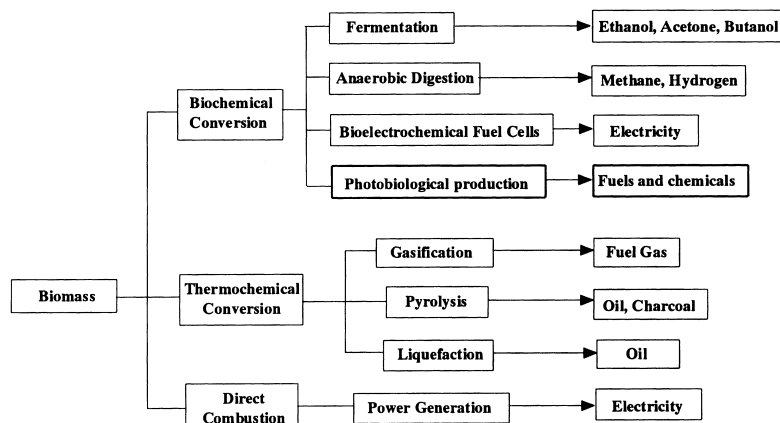 Fermentation
Ethanol, Acetone, Butanol
Anaerobic Digestion
Methane, Hydrogen
Biochemical
Conversion
Bioelectrochemical Fuel Cells
Electricity
Photobiological production
Fuels and chemicals
Gasification
Fuel Gas
Biomass
Thermochemical
Conversion
Pyrolysis
Oil, Charcoal
Liquefaction
Oil
Direct
Combustion
Power Generation
Electricity